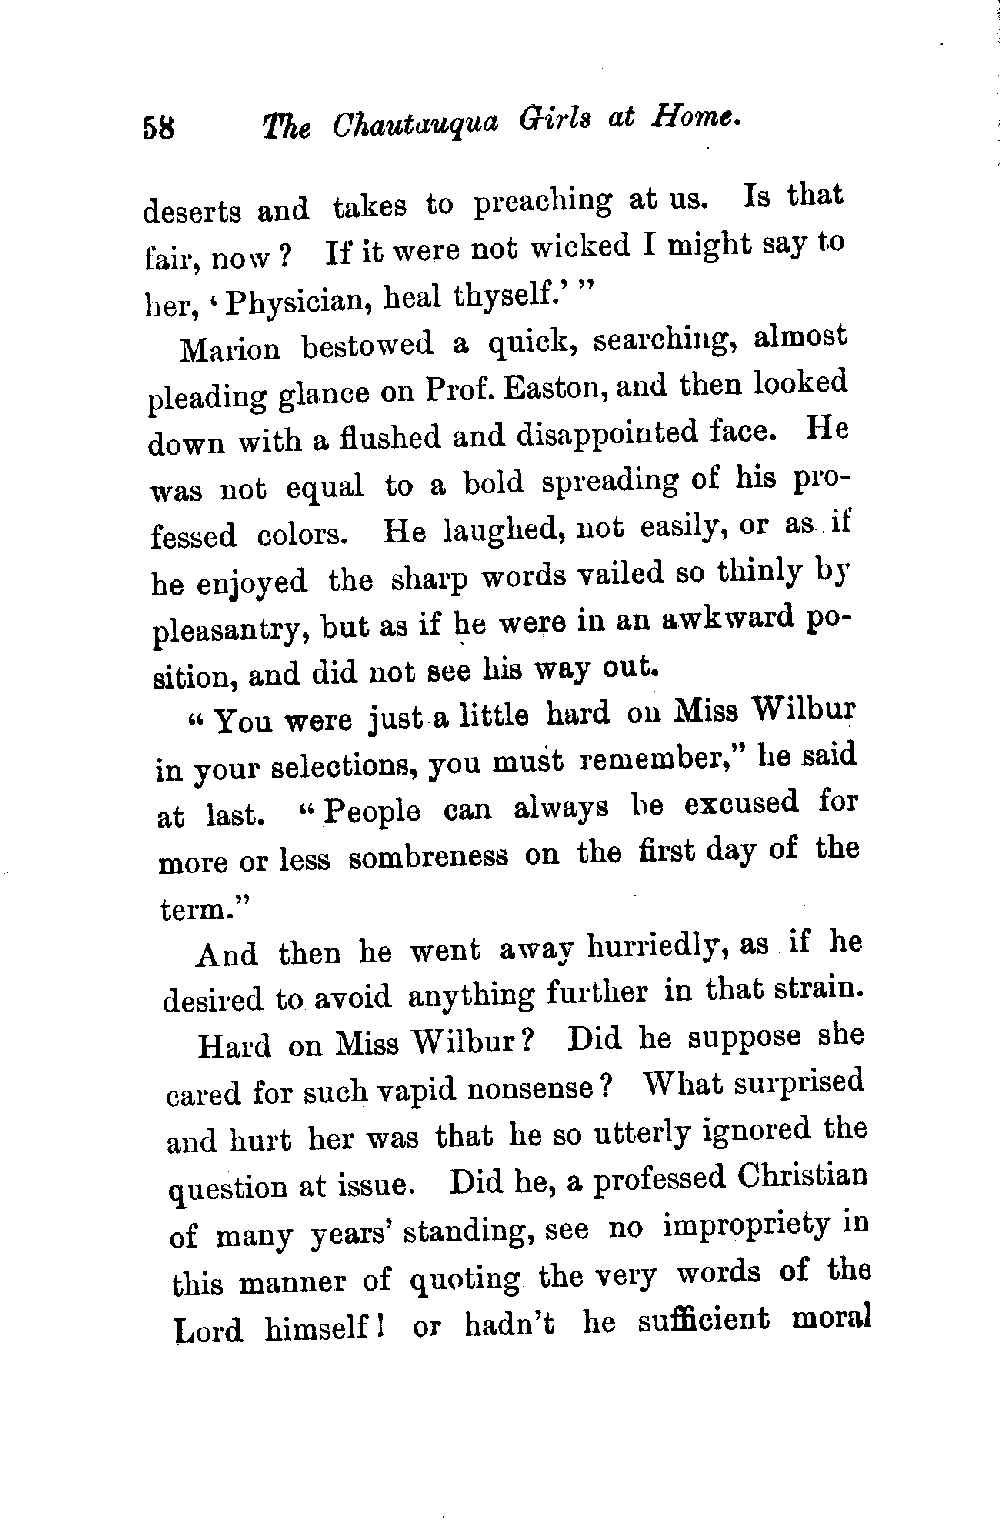 58 The Chautauqua Girls at Home.
deserts and takes to preaching at us. Is that
fair, now? If it were not wicked I might say to
her, ‘Physician, heal thyself.’”
Marion bestowed a quick, searching, almost
pleading glance on Prof. Easton, and then looked
down with a flushed and disappointed face. He
was not equal to a bold spreading of his pro-
fessed colors. He laughed, not easily, or as if
he enjoyed the sharp words vailed so thinly by
pleasantry, but as if he were in an awkward po-
sition, and did not see his way out.
“You were just a little hard on Miss Wilbur
in your selections, you must remember,” he said
at last. “People can always be excused for
more or less sombreness on the first day of the
term.”
And then he went away hurriedly, as if he
desired to avoid anything further in that strain.
Hard on Miss Wilbur? Did he suppose she
cared for such vapid nonsense? What surprised
and hurt her was that he so utterly ignored the
question at issue. Did he, a professed Christian
of many years’ standing, see no impropriety in
this manner of quoting the very words of the
Lord himself! or hadn’t he sufficient moral